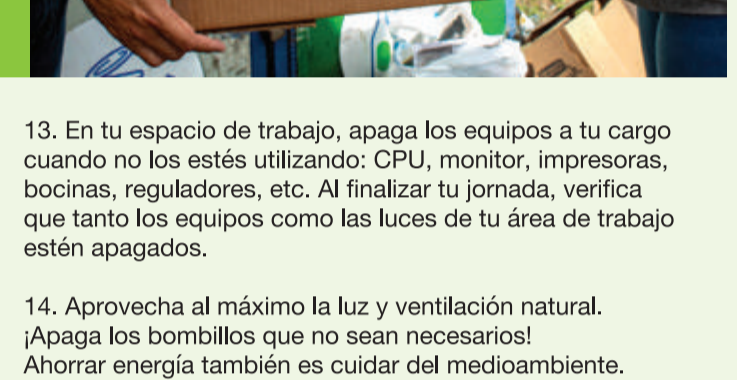 13. En tu espacio de trabajo, apaga los equipos a tu cargo
cuando no los estés utilizando: CPU, monitor, impresoras,
bocinas, reguladores, etc. Al finalizar tu jornada, verifica
que tanto los equipos como las luces de tu área de trabajo
estén apagados.
14. Aprovecha al máximo la luz y ventilación natural.
¡Apaga los bombillos que no sean necesarios!
Ahorrar energía también es cuidar del medioambiente.